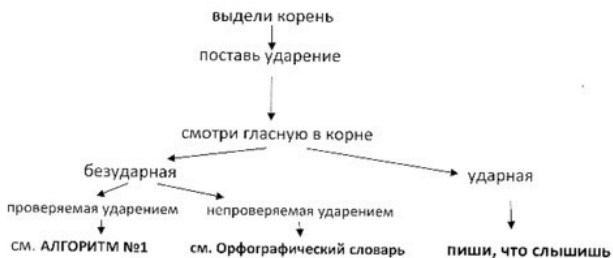 выдели корень
поставь ударение
смотри гласную в корне
безударная
ударная
проверяемая ударением
непроверяемая ударением
см. АЛГОРИТМ №1
см. Орфографический словарь
пиши, что слышишь